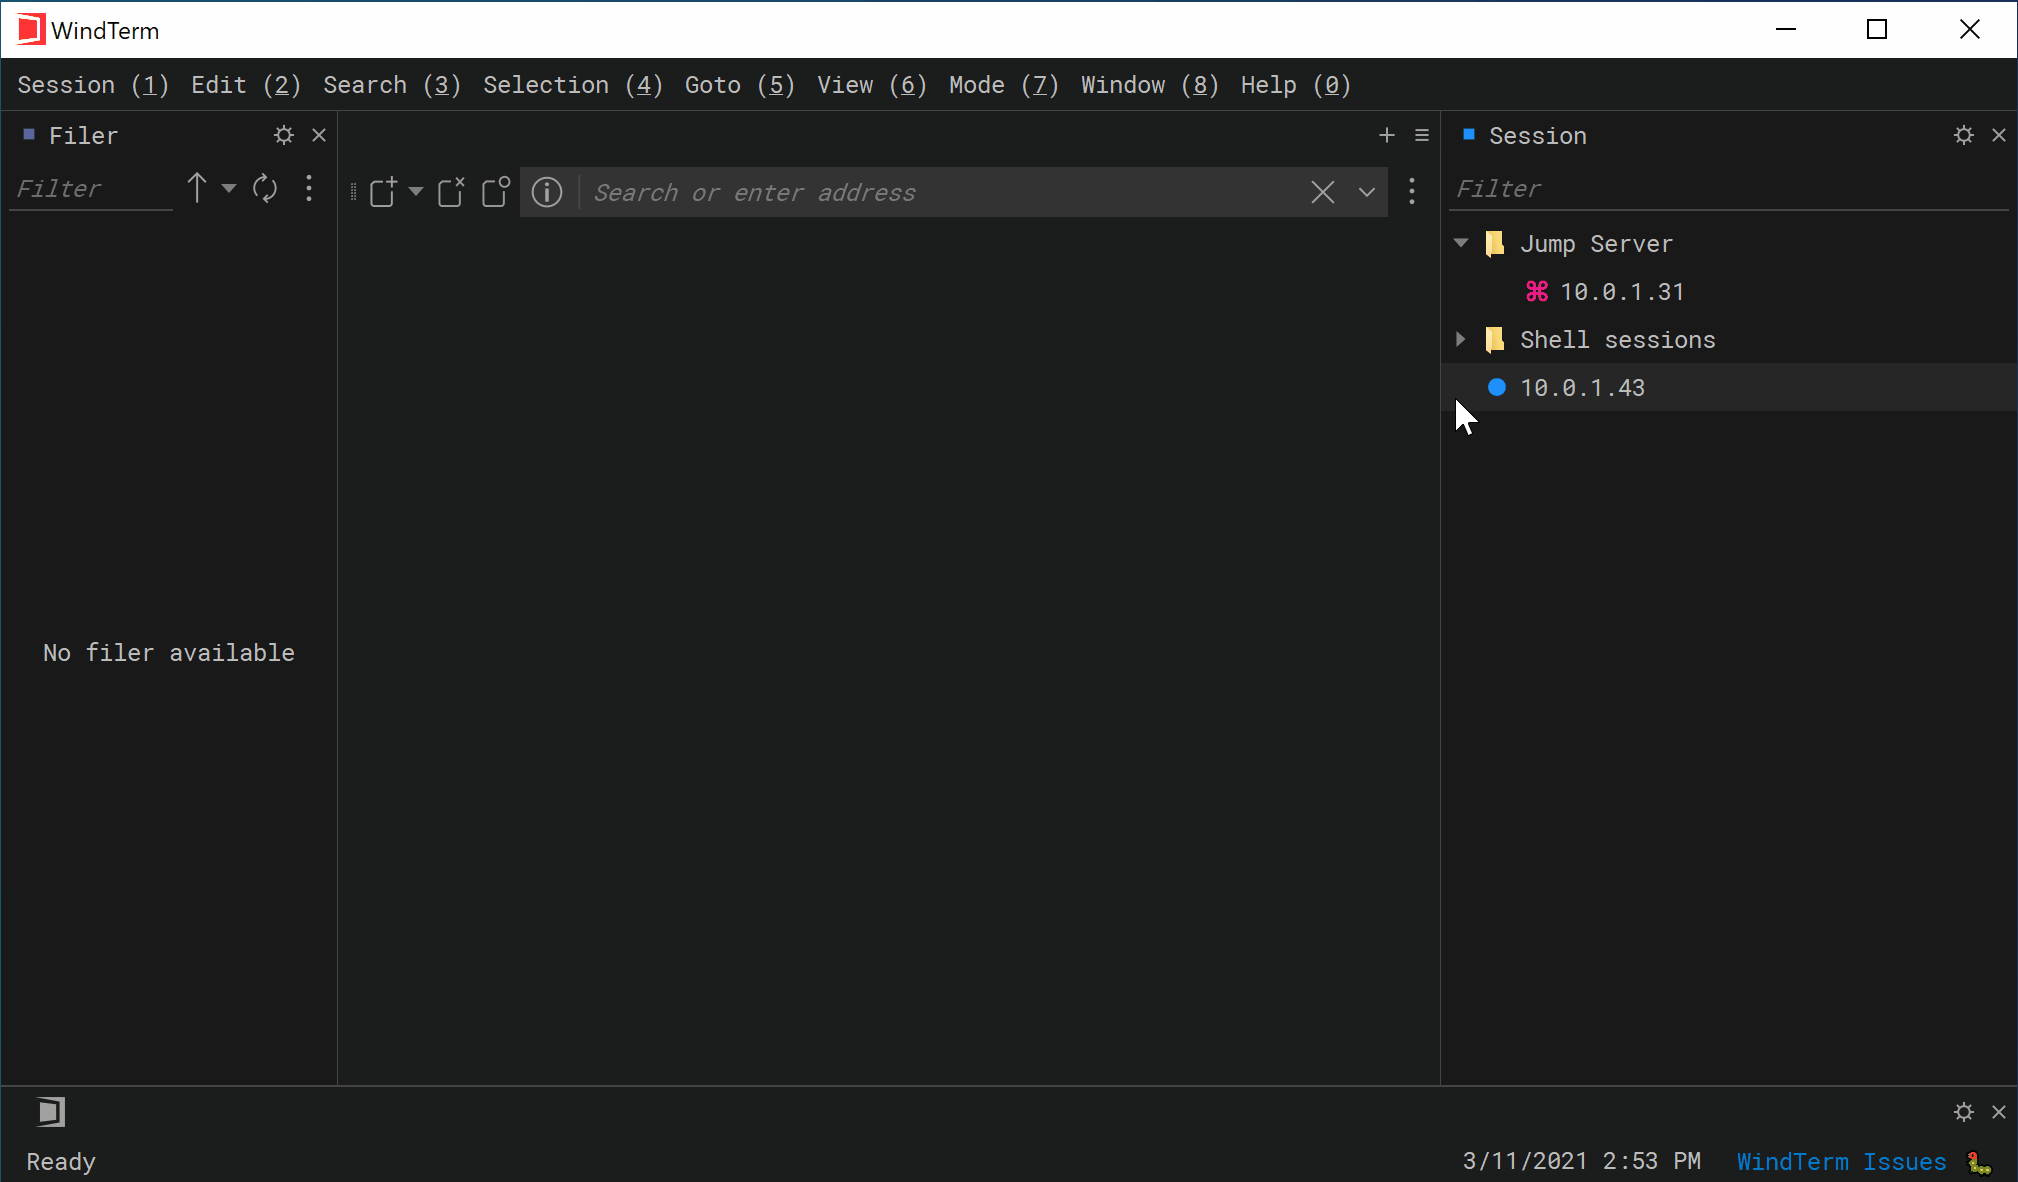 WindTerm
Session (1) Edit (2) Search (3) Selection (4) Goto (5) View (6) Mode (7) Window (8) Help (0)
Filer
Filter
Search or enter address
Session
Filter
Jump Server
10.0.1.31
Shell sessions
10.0.1.43
No filer available
Ready
3/11/2021 2:53 PM WindTerm Issues